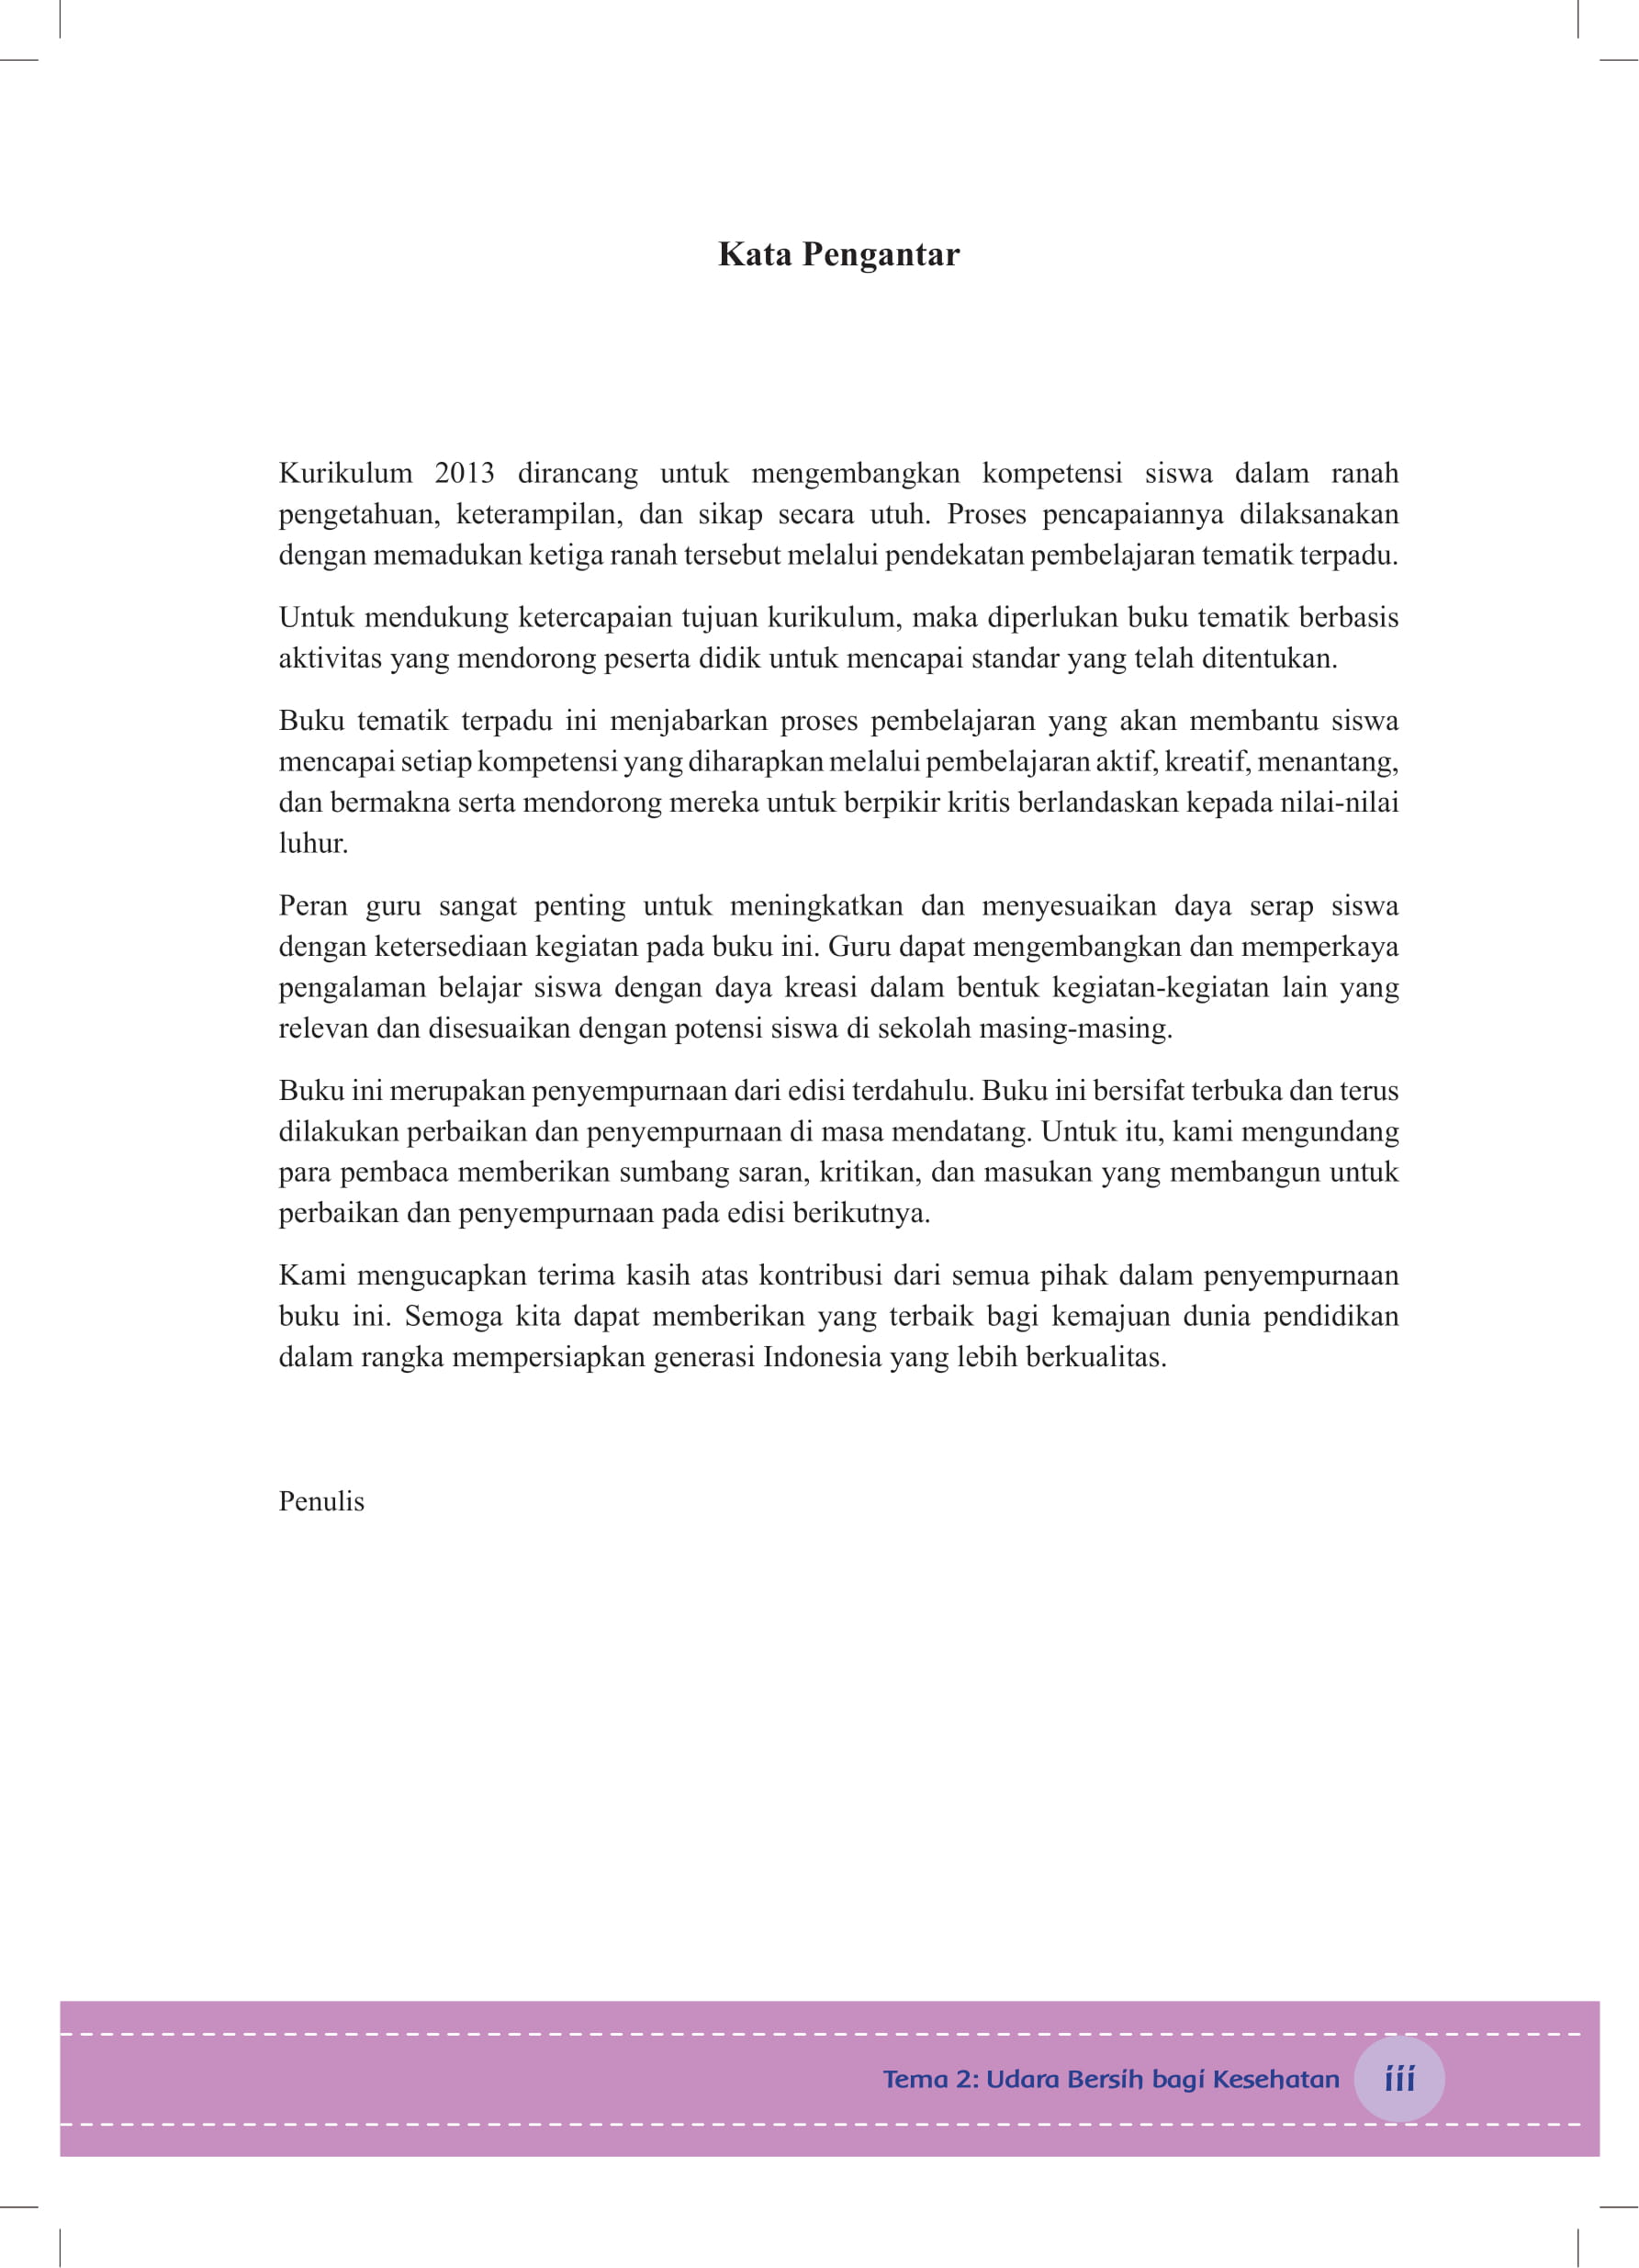 Kata Pengantar
Kurikulum 2013 dirancang untuk mengembangkan kompetensi siswa dalam ranah
pengetahuan, keterampilan, dan sikap secara utuh. Proses pencapaiannya dilaksanakan
dengan memadukan ketiga ranah tersebut melalui pendekatan pembelajaran tematik terpadu.
Untuk mendukung ketercapaian tujuan kurikulum, maka diperlukan buku tematik berbasis
aktivitas yang mendorong peserta didik untuk mencapai standar yang telah ditentukan.
Buku tematik terpadu ini menjabarkan proses pembelajaran yang akan membantu siswa
mencapai setiap kompetensi yang diharapkan melalui pembelajaran aktif, kreatif, menantang,
dan bermakna serta mendorong mereka untuk berpikir kritis berlandaskan kepada nilai-nilai
luhur.
Peran guru sangat penting untuk meningkatkan dan menyesuaikan daya serap siswa
dengan ketersediaan kegiatan pada buku ini. Guru dapat mengembangkan dan memperkaya
pengalaman belajar siswa dengan daya kreasi dalam bentuk kegiatan-kegiatan lain yang
relevan dan disesuaikan dengan potensi siswa di sekolah masing-masing.
Buku ini merupakan penyempurnaan dari edisi terdahulu. Buku ini bersifat terbuka dan terus
dilakukan perbaikan dan penyempurnaan di masa mendatang. Untuk itu, kami mengundang
para pembaca memberikan sumbang saran, kritikan, dan masukan yang membangun untuk
perbaikan dan penyempurnaan pada edisi berikutnya.
Kami mengucapkan terima kasih atas kontribusi dari semua pihak dalam penyempurnaan
buku ini. Semoga kita dapat memberikan yang terbaik bagi kemajuan dunia pendidikan
dalam rangka mempersiapkan generasi Indonesia yang lebih berkualitas.
Penulis
Tema 2: Udara Bersih bagi Kesehatan iii